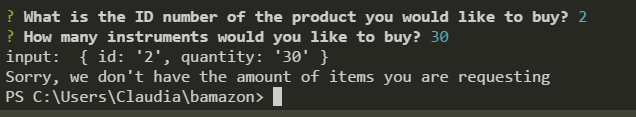 ? What is the ID number of the product you would like to buy? 2
? How many instruments would you like to buy? 30
input:  { id: '2', quantity: '30' }
Sorry, we don't have the amount of items you are requesting
PS C:\Users\Claudia\bamazon>